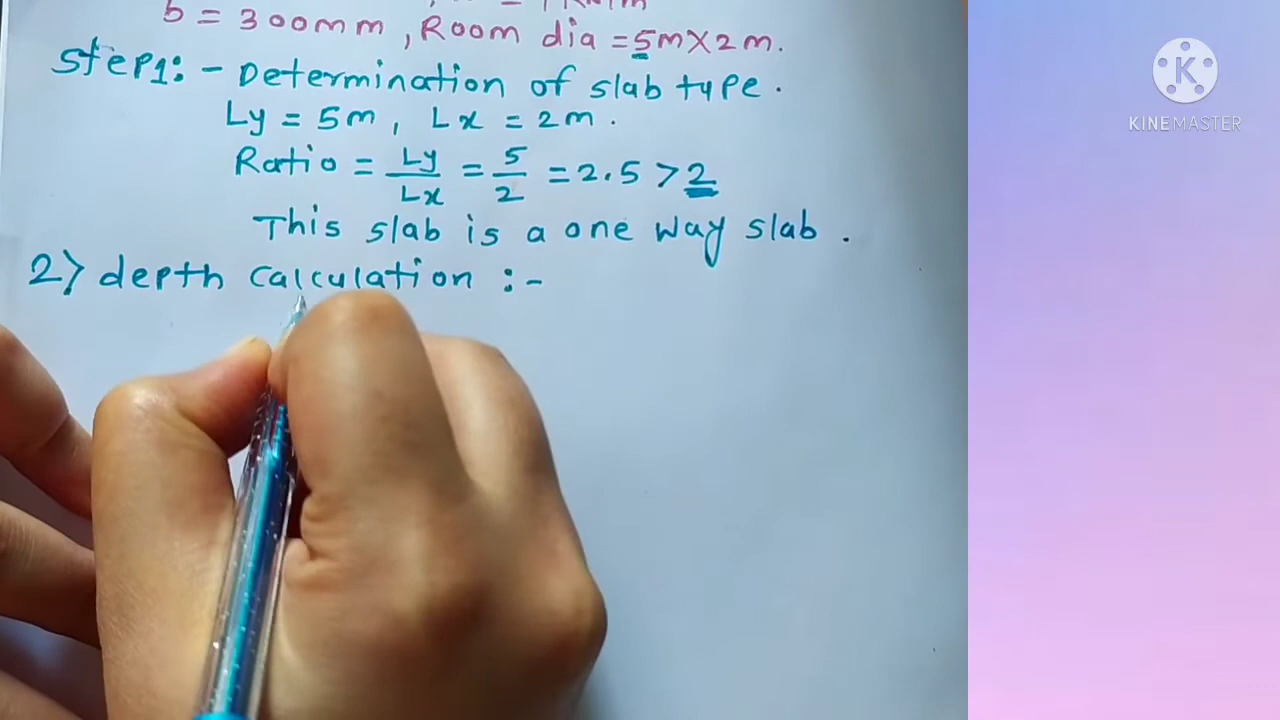 b = 300mm, Room dia = 5m×2m.
Step1: - Determination of slab type.
Ly = 5m, Lx = 2m.
Ratio = Ly/Lx = 5/2 = 2.5 > 2
This slab is a one way slab.
2) depth calculation :-
KINEMASTER